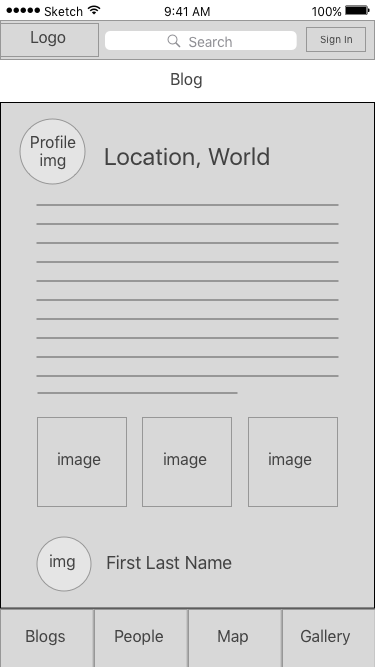 ●●●●● Sketch 9:41 AM 100%
Logo Search Sign In
Blog
Profile
img
Location, World
image image image
img First Last Name
Blogs People Map Gallery